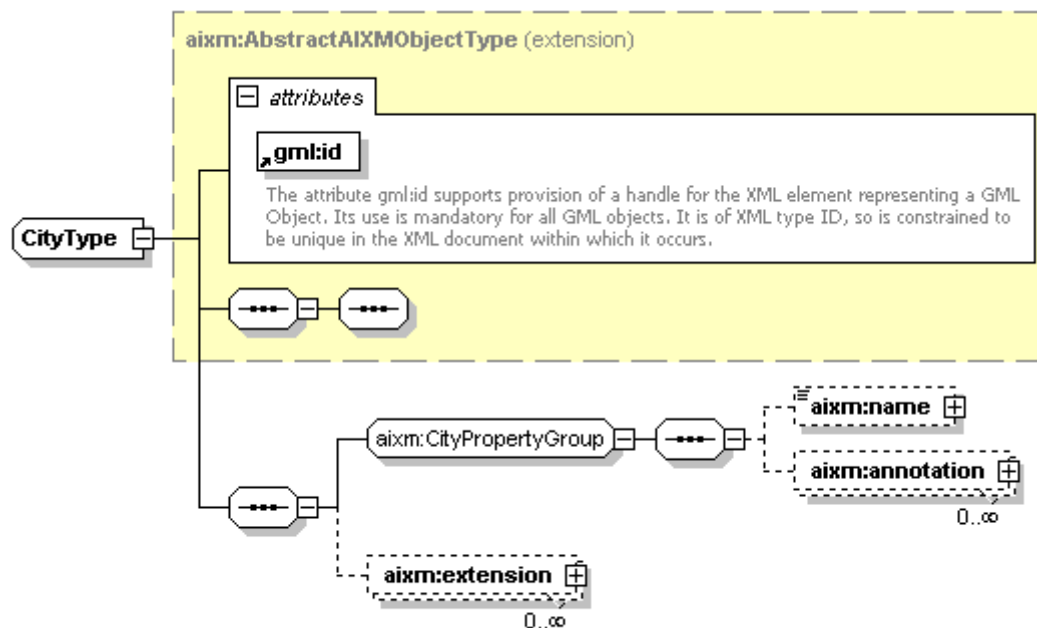 aixm:AbstractAIXMObjectType (extension)
attributes
gml:id
The attribute gml:id supports provision of a handle for the XML element representing a GML
Object. Its use is mandatory for all GML objects. It is of XML type ID, so is constrained to
be unique in the XML document within which it occurs.
CityType
aixm:name
aixm:CityPropertyGroup
aixm:annotation
0..∞
aixm:extension
0..∞